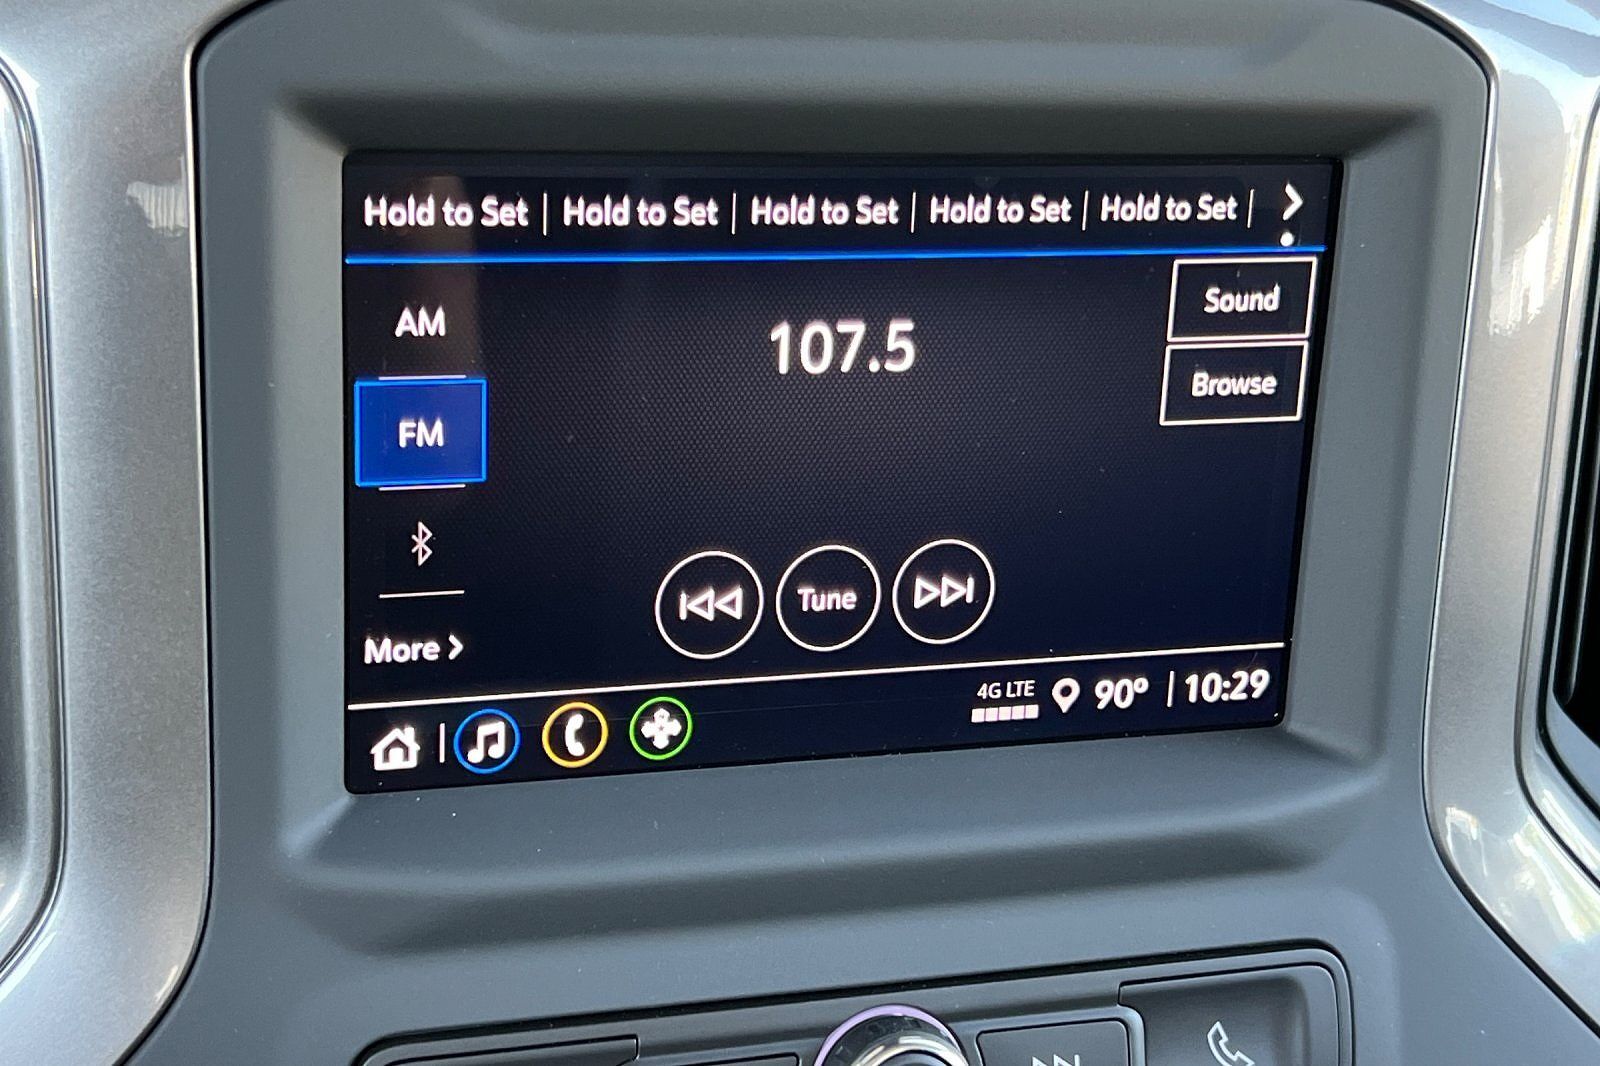 Hold to Set | Hold to Set | Hold to Set | Hold to Set | Hold to Set |
Sound
AM
107.5
Browse
FM
Tune
More
4G LTE
90° | 10:29